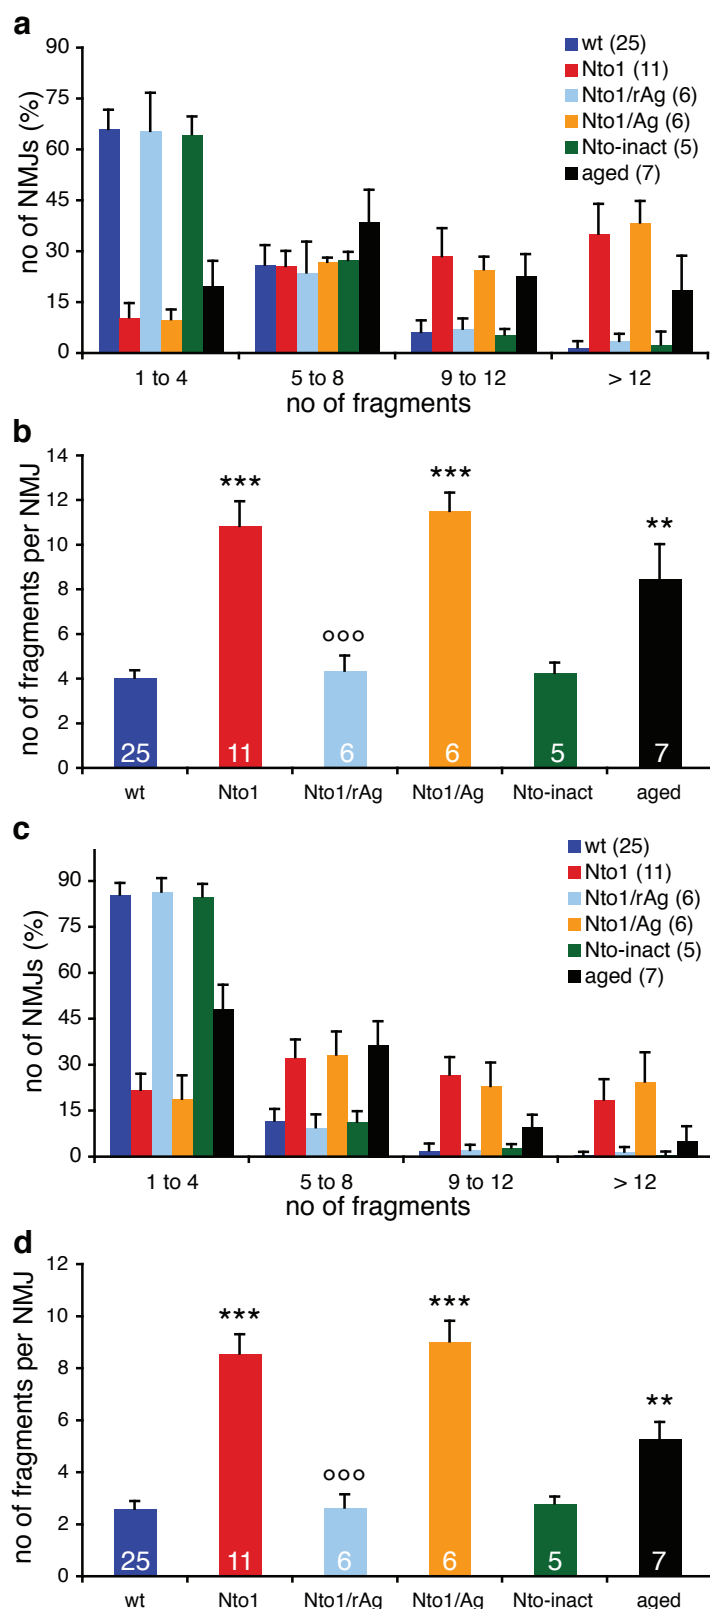 a
90
75
60
45
30
15
0
no of NMJs (%)
wt (25)
Nto1 (11)
Nto1/rAg (6)
Nto1/Ag (6)
Nto-inact (5)
aged (7)
1 to 4 5 to 8 9 to 12 > 12
no of fragments
b
14
12
10
8
6
4
2
0
no of fragments per NMJ
*** *** **
°°°
25 11 6 6 5 7
wt Nto1 Nto1/rAg Nto1/Ag Nto-inact aged
c
90
75
60
45
30
15
0
no of NMJs (%)
wt (25)
Nto1 (11)
Nto1/rAg (6)
Nto1/Ag (6)
Nto-inact (5)
aged (7)
1 to 4 5 to 8 9 to 12 > 12
no of fragments
d
12
10
8
6
4
2
0
no of fragments per NMJ
*** *** **
°°°
25 11 6 6 5 7
wt Nto1 Nto1/rAg Nto1/Ag Nto-inact aged